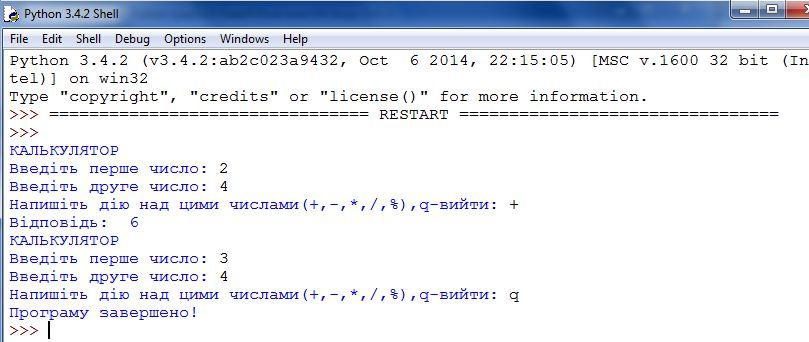 Python 3.4.2 Shell
File Edit Shell Debug Options Windows Help
Python 3.4.2 (v3.4.2:ab2c023a9432, Oct  6 2014, 22:15:05) [MSC v.1600 32 bit (In
tel)] on win32
Type "copyright", "credits" or "license()" for more information.
>>> ================================ RESTART ================================
>>>
КАЛЬКУЛЯТОР
Введіть перше число: 2
Введіть друге число: 4
Напишіть дію над цими числами(+,-,*,/,%),q-вийти: +
Відповідь:  6
КАЛЬКУЛЯТОР
Введіть перше число: 3
Введіть друге число: 4
Напишіть дію над цими числами(+,-,*,/,%),q-вийти: q
Програму завершено!
>>>